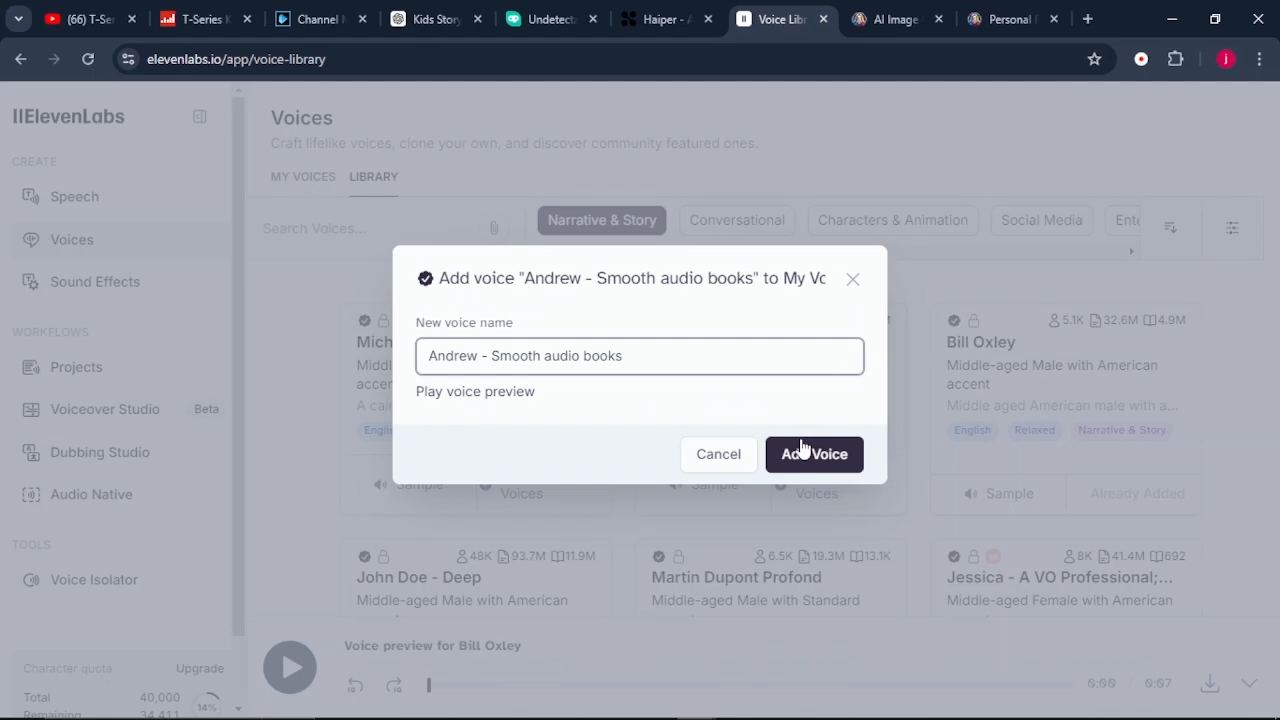 (66) T-Ser
T-Series K
Channel
Kids Story
Undetecta
Haiper - A
Voice Libr
AI Image
Personal F
elevenlabs.io/app/voice-library
j
IIElevenLabs
CREATE
Speech
Voices
Sound Effects
WORKFLOWS
Projects
Voiceover Studio Beta
Dubbing Studio
Audio Native
TOOLS
Voice Isolator
Character quota Upgrade
Total 40,000
Remaining 34,411
14%
Voices
Craft lifelike voices, clone your own, and discover community featured ones.
MY VOICES LIBRARY
Search Voices...
Narrative & Story Conversational Characters & Animation Social Media Ente
Add voice "Andrew - Smooth audio books" to My Vo
New voice name
Andrew - Smooth audio books
Play voice preview
Cancel Add Voice
Mich
Middl
accen
A cal
Englis
Sample Voices
Sample Voices
5.1K 32.6M 4.9M
Bill Oxley
Middle-aged Male with American
accent
Middle aged American male with a...
English Relaxed Narrative & Story
Sample Already Added
48K 93.7M 11.9M
John Doe - Deep
Middle-aged Male with American
6.5K 19.3M 13.1K
Martin Dupont Profond
Middle-aged Male with Standard
8K 41.4M 692
Jessica - A VO Professional;...
Middle-aged Female with American
Voice preview for Bill Oxley
0:00 / 0:07